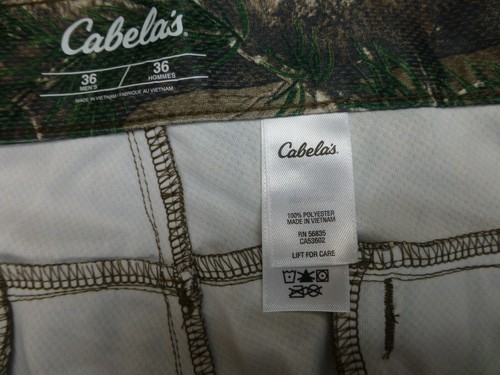 Cabela's
36 36
MEN'S HOMMES
MADE IN VIETNAM / FABRIQUE AU VIETNAM
Cabela's
100% POLYESTER
MADE IN VIETNAM
RN 56835
CA53602
LIFT FOR CARE